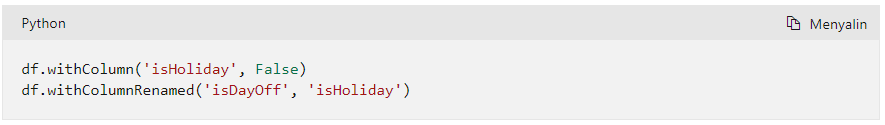 Python
Menyalin
df.withColumn('isHoliday', False)
df.withColumnRenamed('isDayOff', 'isHoliday')